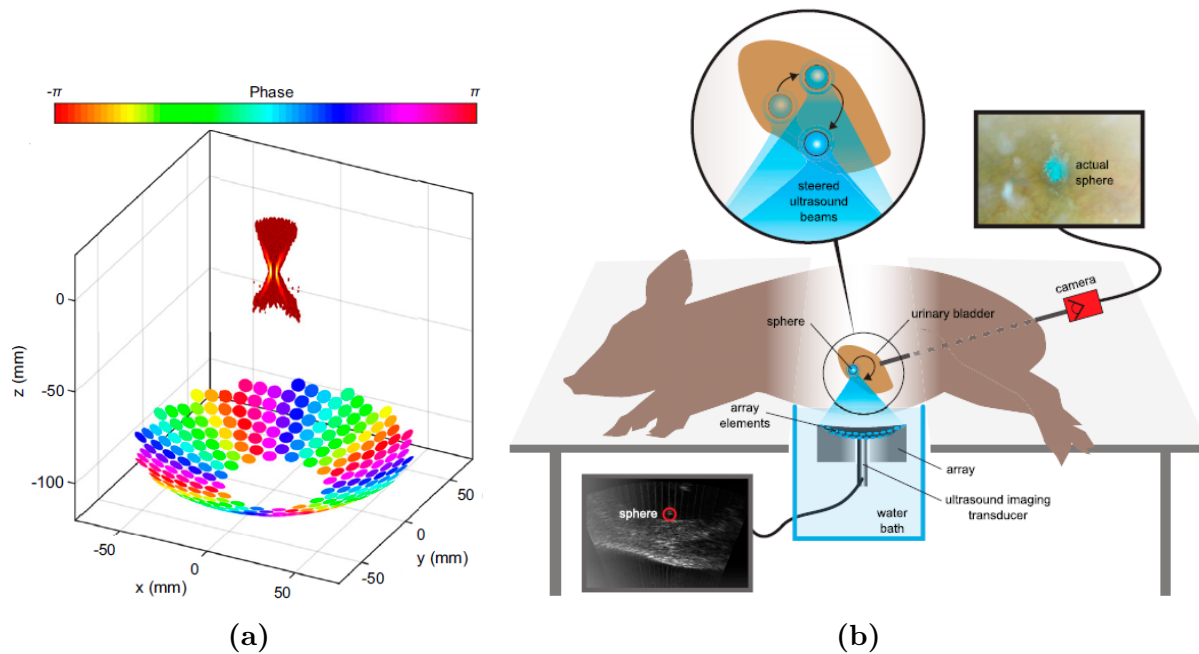 Phase
-π
π
z (mm)
0
-50
-100
-50
0
50
x (mm)
50
0
-50
y (mm)
(a)
steered
ultrasound
beams
actual
sphere
camera
sphere
urinary bladder
array
elements
array
ultrasound imaging
transducer
water
bath
sphere
(b)